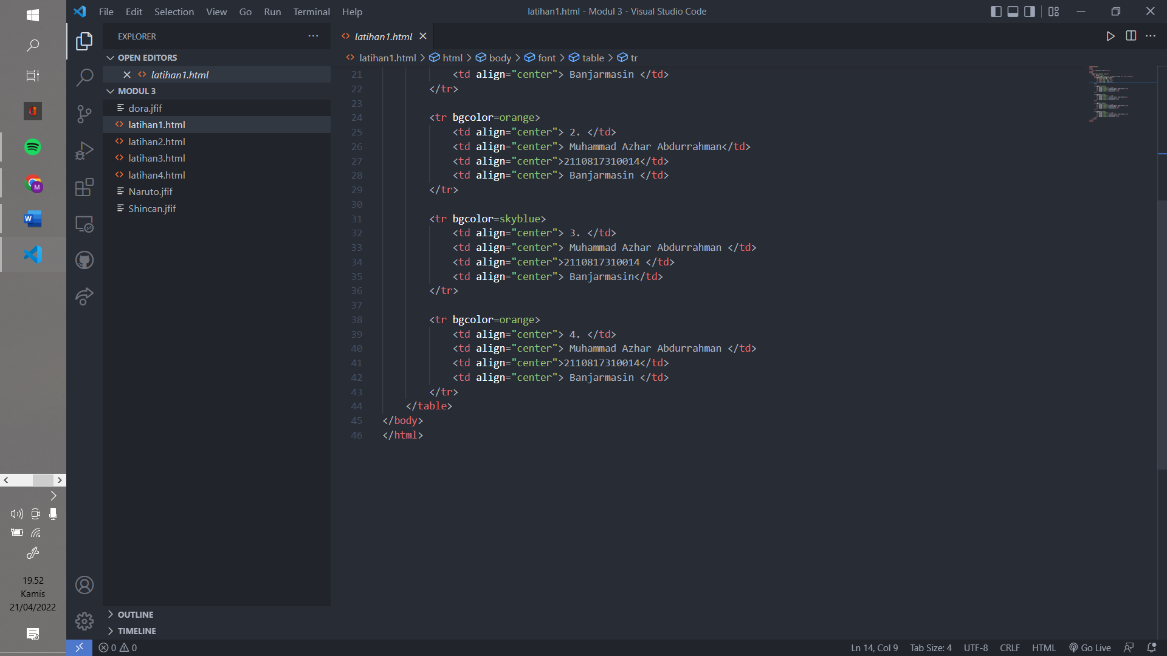 File Edit Selection View Go Run Terminal Help
latihan1.html - Modul 3 - Visual Studio Code
EXPLORER
OPEN EDITORS
latihan1.html
MODUL 3
dora.jfif
latihan1.html
latihan2.html
latihan3.html
latihan4.html
Naruto.jfif
Shincan.jfif
OUTLINE
TIMELINE
latihan1.html
latihan1.html > html > body > font > table > tr
21 <td align="center"> Banjarmasin </td>
22 </tr>
23
24 <tr bgcolor=orange>
25 <td align="center"> 2. </td>
26 <td align="center"> Muhammad Azhar Abdurrahman</td>
27 <td align="center">2110817310014</td>
28 <td align="center"> Banjarmasin </td>
29 </tr>
30
31 <tr bgcolor=skyblue>
32 <td align="center"> 3. </td>
33 <td align="center"> Muhammad Azhar Abdurrahman </td>
34 <td align="center">2110817310014 </td>
35 <td align="center"> Banjarmasin</td>
36 </tr>
37
38 <tr bgcolor=orange>
39 <td align="center"> 4. </td>
40 <td align="center"> Muhammad Azhar Abdurrahman </td>
41 <td align="center">2110817310014</td>
42 <td align="center"> Banjarmasin </td>
43 </tr>
44 </table>
45 </body>
46 </html>
19.52
Kamis
21/04/2022
0 0
Ln 14, Col 9 Tab Size: 4 UTF-8 CRLF HTML Go Live